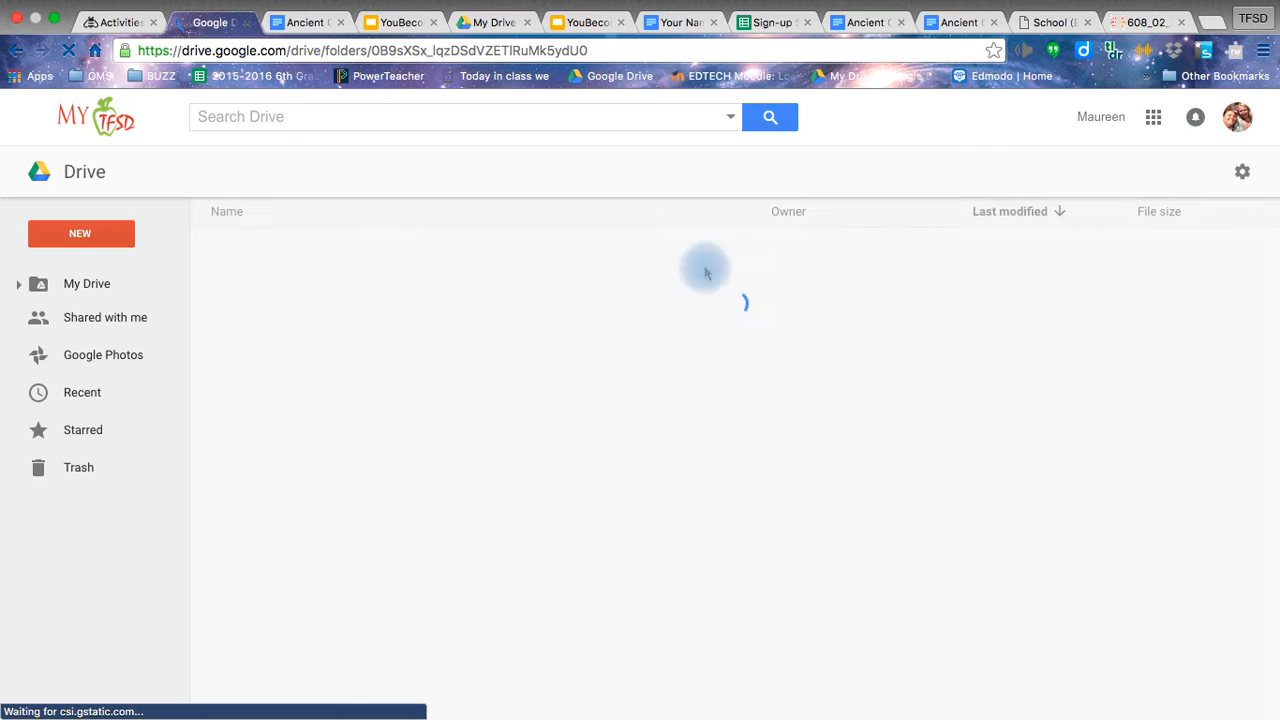 Activities
Google D
Ancient C
YouBeco
My Drive
YouBeco
Your Nam
Sign-up
Ancient C
Ancient C
School (E
608_02_
TFSD
https://drive.google.com/drive/folders/0B9sXSx_lqzDSdVZETlRuMk5ydU0
Apps
OMS
BUZZ
2015-2016 6th Gra
PowerTeacher
Today in class we
Google Drive
EDTECH Moodle: Lo
My Drive
Edmodo | Home
»
Other Bookmarks
MY TFSD
Search Drive
Maureen
Drive
Name
Owner
Last modified
File size
NEW
My Drive
Shared with me
Google Photos
Recent
Starred
Trash
Waiting for csi.gstatic.com...